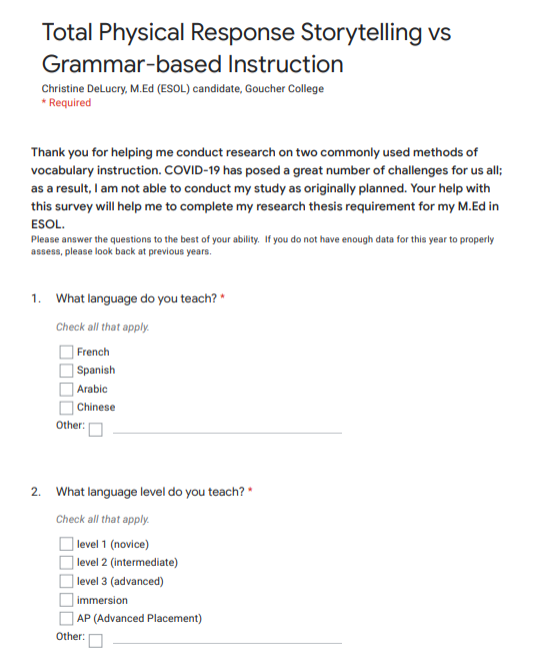 Total Physical Response Storytelling vs
Grammar-based Instruction
Christine DeLucry, M.Ed (ESOL) candidate, Goucher College
* Required
Thank you for helping me conduct research on two commonly used methods of
vocabulary instruction. COVID-19 has posed a great number of challenges for us all;
as a result, I am not able to conduct my study as originally planned. Your help with
this survey will help me to complete my research thesis requirement for my M.Ed in
ESOL.
Please answer the questions to the best of your ability. If you do not have enough data for this year to properly
assess, please look back at previous years.
1. What language do you teach? *
Check all that apply.
French
Spanish
Arabic
Chinese
Other:
2. What language level do you teach? *
Check all that apply.
level 1 (novice)
level 2 (intermediate)
level 3 (advanced)
immersion
AP (Advanced Placement)
Other: